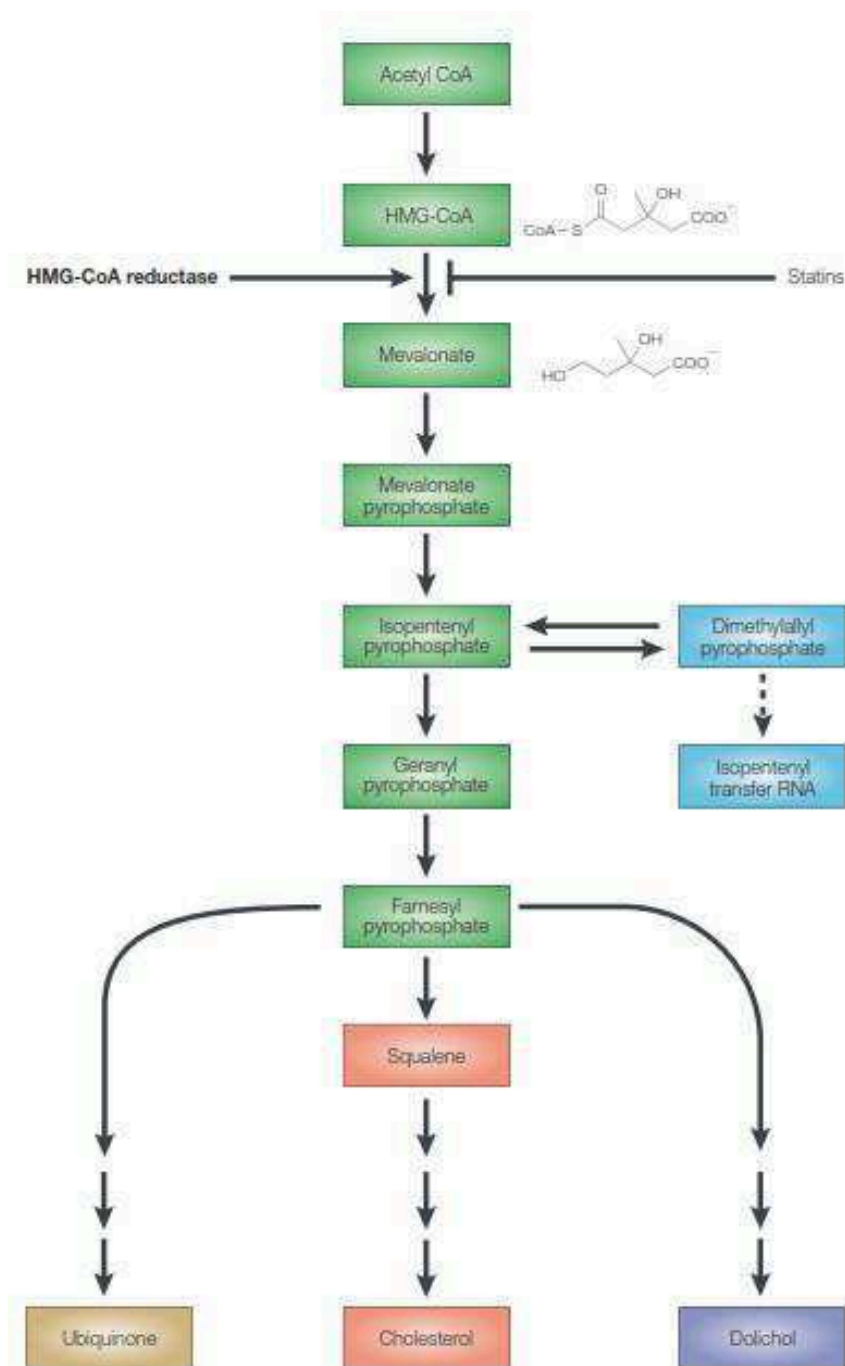 Acetyl CoA
HMG-CoA
O
OH
CoA – S
COO⁻
HMG-CoA reductase
Statins
Mevalonate
OH
HO
COO⁻
Mevalonate
pyrophosphate
Isopentenyl
pyrophosphate
Dimethylallyl
pyrophosphate
Geranyl
pyrophosphate
Isopentenyl
transfer RNA
Farnesyl
pyrophosphate
Squalene
Ubiquinone
Cholesterol
Dolichol